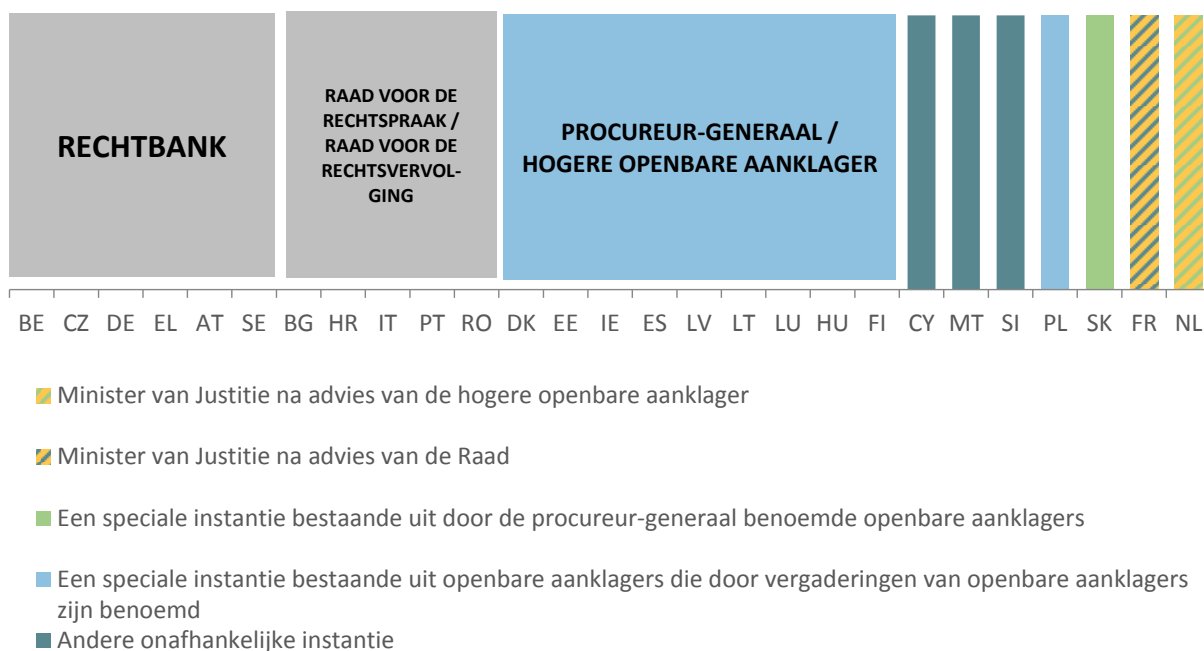 RECHTBANK
RAAD VOOR DE
RECHTSPRAAK /
RAAD VOOR DE
RECHTSVERVOL-
GING
PROCUREUR-GENERAAL /
HOGERE OPENBARE AANKLAGER
BE CZ DE EL AT SE BG HR IT PT RO DK EE IE ES LV LT LU HU FI CY MT SI PL SK FR NL
Minister van Justitie na advies van de hogere openbare aanklager
Minister van Justitie na advies van de Raad
Een speciale instantie bestaande uit door de procureur-generaal benoemde openbare aanklagers
Een speciale instantie bestaande uit openbare aanklagers die door vergaderingen van openbare aanklagers
zijn benoemd
Andere onafhankelijke instantie